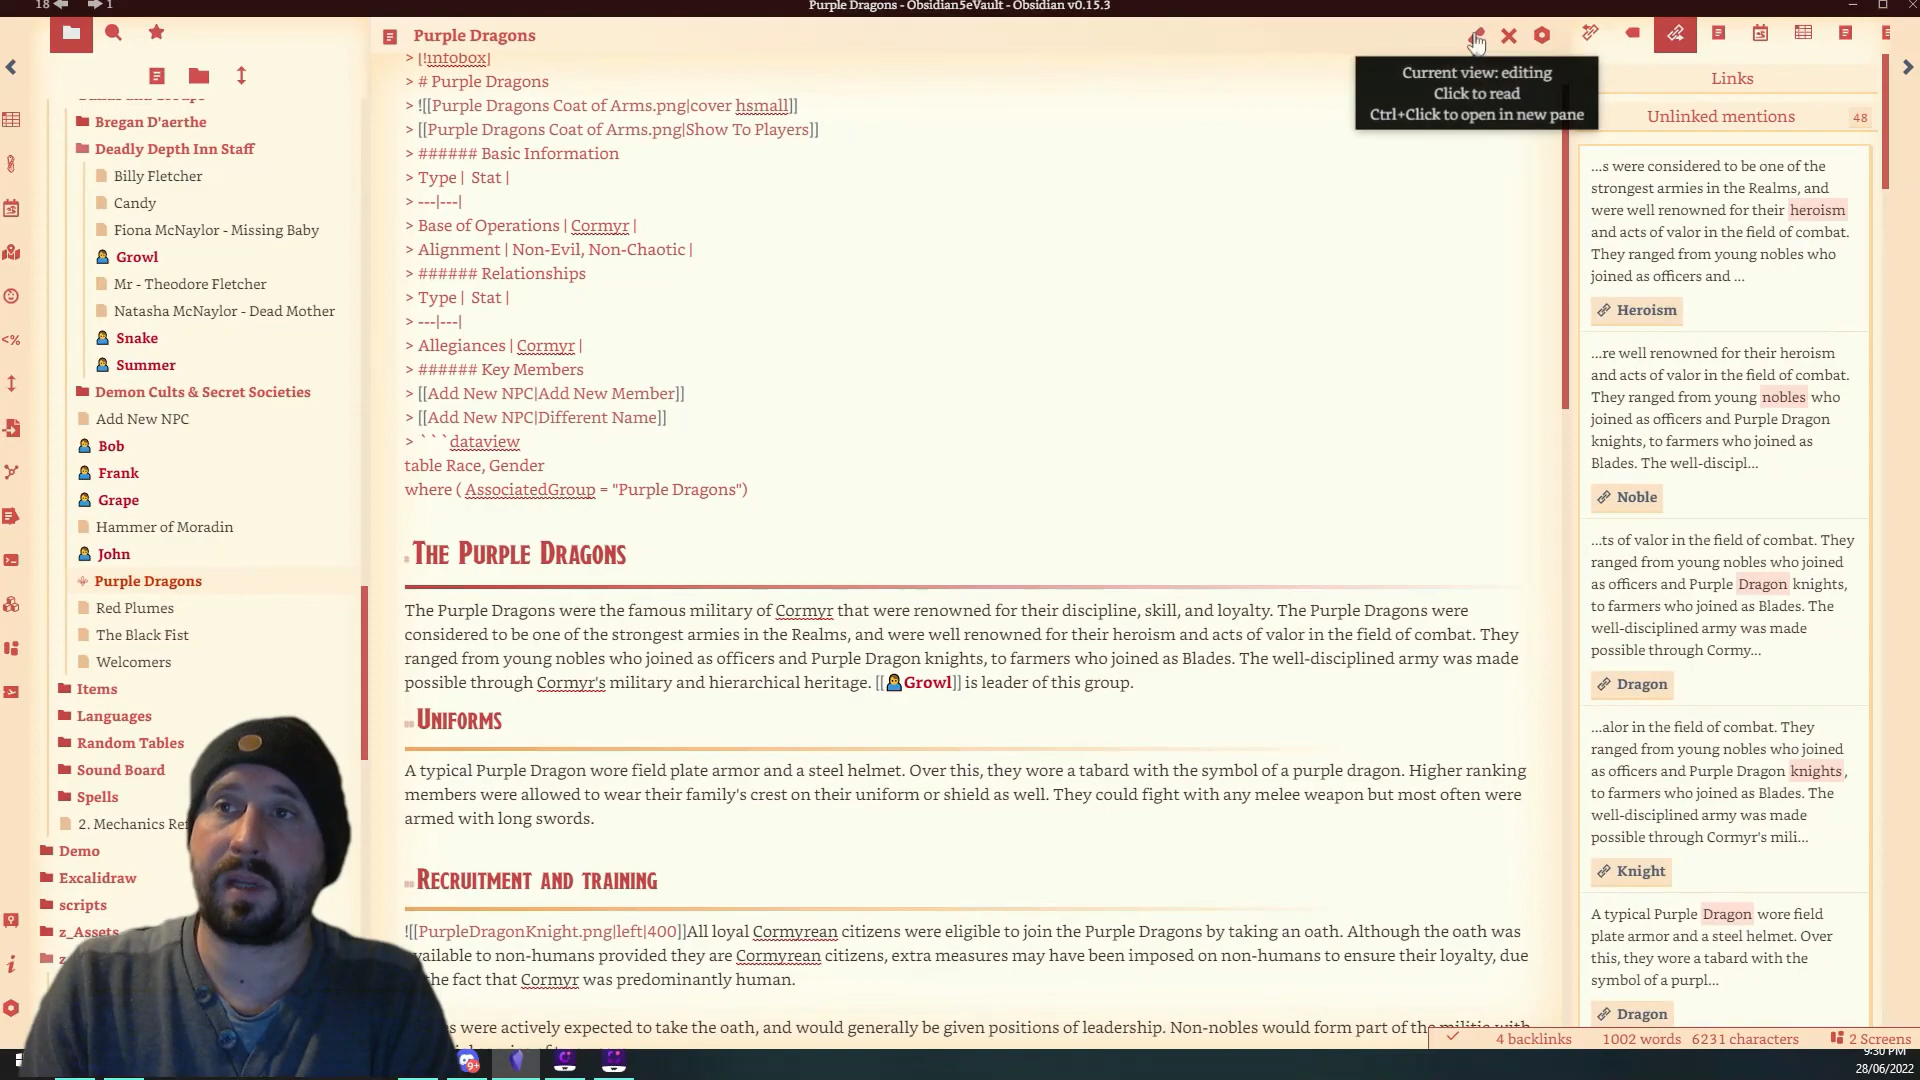 18
1
Purple Dragons - Obsidian5eVault - Obsidian v0.15.3
Bregan D'aerthe
Deadly Depth Inn Staff
Billy Fletcher
Candy
Fiona McNaylor - Missing Baby
Growl
Mr - Theodore Fletcher
Natasha McNaylor - Dead Mother
Snake
Summer
Demon Cults & Secret Societies
Add New NPC
Bob
Frank
Grape
Hammer of Moradin
John
Purple Dragons
Red Plumes
The Black Fist
Welcomers
Items
Languages
Random Tables
Sound Board
Spells
2. Mechanics
Demo
Excalidraw
scripts
z_Assets
Purple Dragons
> [!infobox|
> # Purple Dragons
> ![[Purple Dragons Coat of Arms.png|cover hsmall]]
> [[Purple Dragons Coat of Arms.png|Show To Players]]
> ###### Basic Information
> Type | Stat |
> ---|---|
> Base of Operations | Cormyr |
> Alignment | Non-Evil, Non-Chaotic |
> ###### Relationships
> Type | Stat |
> ---|---|
> Allegiances | Cormyr |
> ###### Key Members
> [[Add New NPC|Add New Member]]
> [[Add New NPC|Different Name]]
> ```dataview
table Race, Gender
where ( AssociatedGroup = "Purple Dragons")
The Purple Dragons
The Purple Dragons were the famous military of Cormyr that were renowned for their discipline, skill, and loyalty. The Purple Dragons were
considered to be one of the strongest armies in the Realms, and were well renowned for their heroism and acts of valor in the field of combat. They
ranged from young nobles who joined as officers and Purple Dragon knights, to farmers who joined as Blades. The well-disciplined army was made
possible through Cormyr's military and hierarchical heritage. [[Growl]] is leader of this group.
Uniforms
A typical Purple Dragon wore field plate armor and a steel helmet. Over this, they wore a tabard with the symbol of a purple dragon. Higher ranking
members were allowed to wear their family's crest on their uniform or shield as well. They could fight with any melee weapon but most often were
armed with long swords.
Recruitment and training
![[PurpleDragonKnight.png|left|400]]All loyal Cormyrean citizens were eligible to join the Purple Dragons by taking an oath. Although the oath was
available to non-humans provided they are Cormyrean citizens, extra measures may have been imposed on non-humans to ensure their loyalty, due
the fact that Cormyr was predominantly human.
were actively expected to take the oath, and would generally be given positions of leadership. Non-nobles would form part of the militia with
Current view: editing
Click to read
Ctrl+Click to open in new pane
Links
Unlinked mentions 48
...s were considered to be one of the
strongest armies in the Realms, and
were well renowned for their heroism
and acts of valor in the field of combat.
They ranged from young nobles who
joined as officers and ...
Heroism
...re well renowned for their heroism
and acts of valor in the field of combat.
They ranged from young nobles who
joined as officers and Purple Dragon
knights, to farmers who joined as
Blades. The well-discipl...
Noble
...ts of valor in the field of combat. They
ranged from young nobles who joined
as officers and Purple Dragon knights,
to farmers who joined as Blades. The
well-disciplined army was made
possible through Cormy...
Dragon
...alor in the field of combat. They
ranged from young nobles who joined
as officers and Purple Dragon knights,
to farmers who joined as Blades. The
well-disciplined army was made
possible through Cormyr's mili...
Knight
A typical Purple Dragon wore field
plate armor and a steel helmet. Over
this, they wore a tabard with the
symbol of a purpl...
Dragon
4 backlinks 1002 words 6231 characters 2 Screens
9:30 PM
28/06/2022